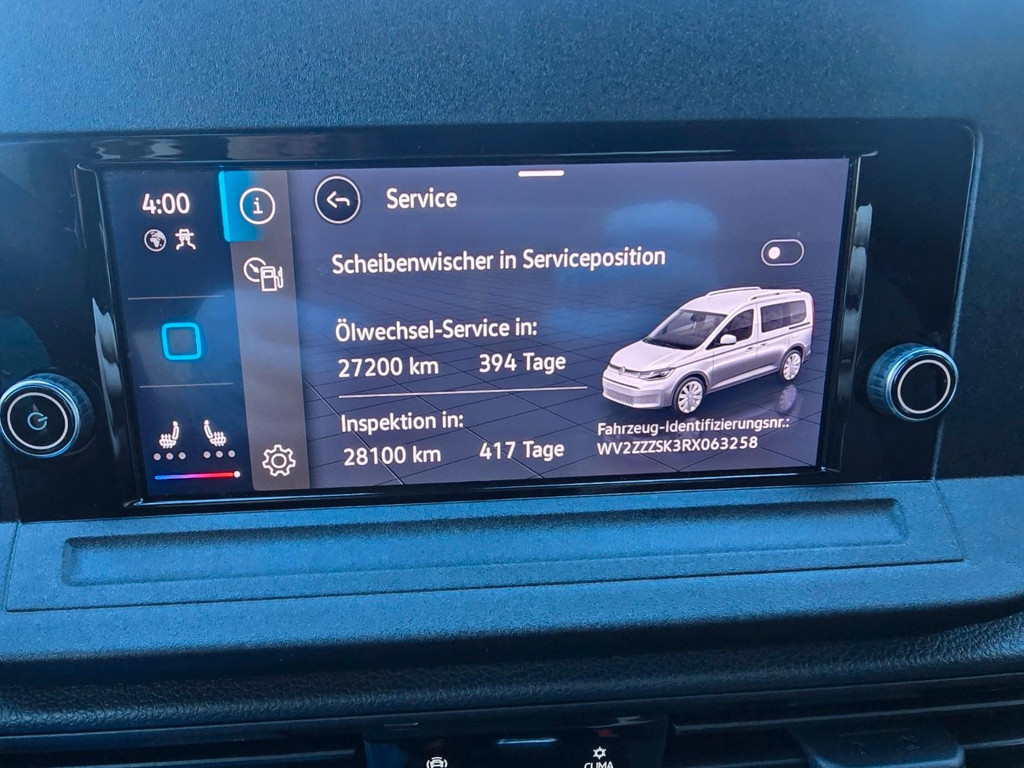 4:00
Service
Scheibenwischer in Serviceposition
Ölwechsel-Service in:
27200 km 394 Tage
Inspektion in:
28100 km 417 Tage
Fahrzeug-Identifizierungsnr.:
WV2ZZZSK3RX063258
CLIMA